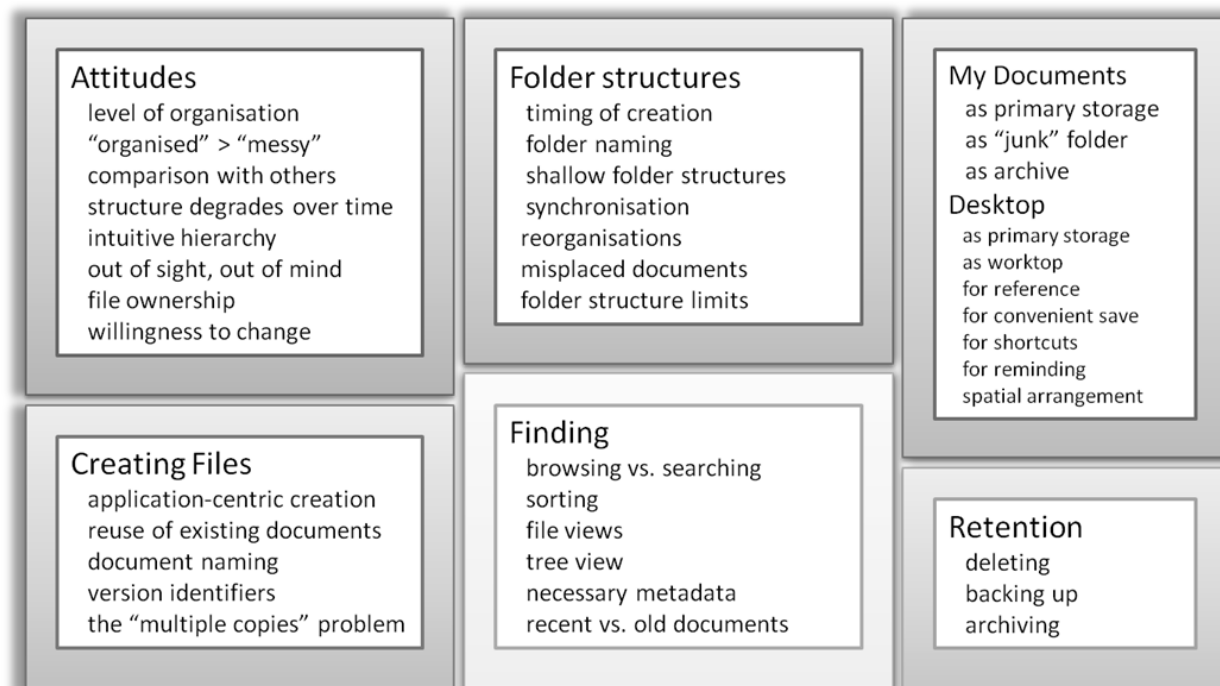 Attitudes
level of organisation
“organised” > “messy”
comparison with others
structure degrades over time
intuitive hierarchy
out of sight, out of mind
file ownership
willingness to change
Creating Files
application-centric creation
reuse of existing documents
document naming
version identifiers
the “multiple copies” problem
Folder structures
timing of creation
folder naming
shallow folder structures
synchronisation
reorganisations
misplaced documents
folder structure limits
Finding
browsing vs. searching
sorting
file views
tree view
necessary metadata
recent vs. old documents
My Documents
as primary storage
as “junk” folder
as archive
Desktop
as primary storage
as worktop
for reference
for convenient save
for shortcuts
for reminding
spatial arrangement
Retention
deleting
backing up
archiving